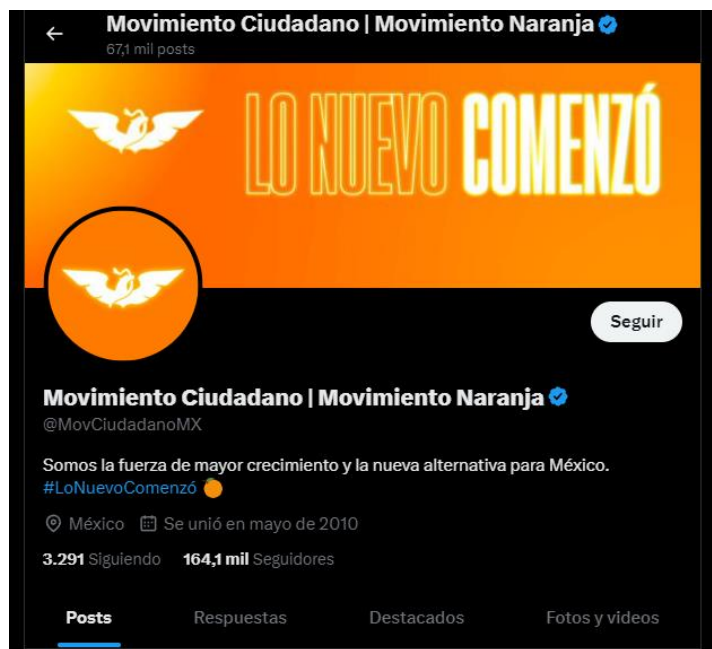 Movimiento Ciudadano | Movimiento Naranja
67,1 mil posts
LO NUEVO COMENZÓ
Seguir
Movimiento Ciudadano | Movimiento Naranja
@MovCiudadanoMX
Somos la fuerza de mayor crecimiento y la nueva alternativa para México.
#LoNuevoComenzó 🍊
México Se unió en mayo de 2010
3.291 Siguiendo 164,1 mil Seguidores
Posts Respuestas Destacados Fotos y videos